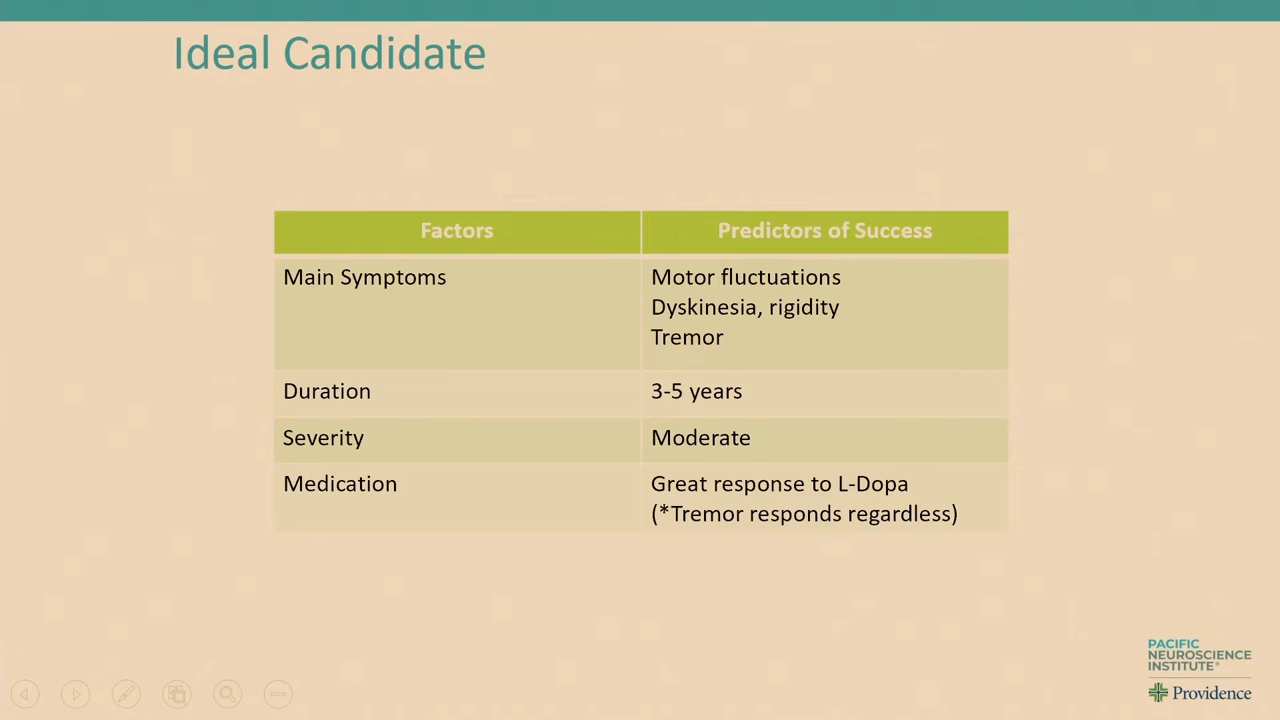 Ideal Candidate
Factors
Predictors of Success
Main Symptoms
Motor fluctuations
Dyskinesia, rigidity
Tremor
Duration
3-5 years
Severity
Moderate
Medication
Great response to L-Dopa
(*Tremor responds regardless)
PACIFIC
NEUROSCIENCE
INSTITUTE®
Providence